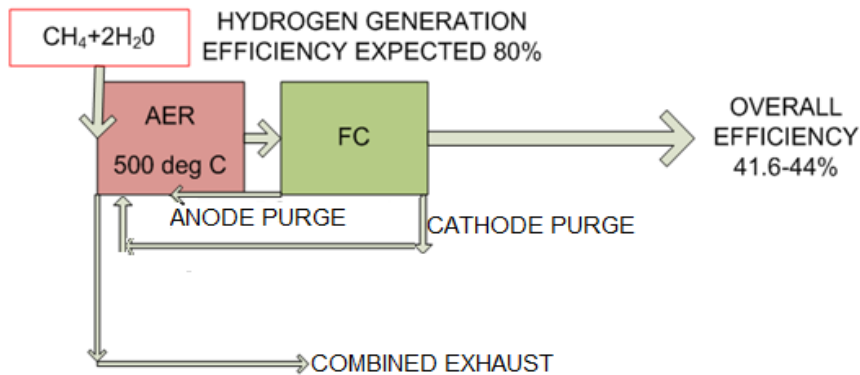 CH₄+2H₂0
HYDROGEN GENERATION
EFFICIENCY EXPECTED 80%
AER
500 deg C
FC
OVERALL
EFFICIENCY
41.6-44%
ANODE PURGE
CATHODE PURGE
COMBINED EXHAUST